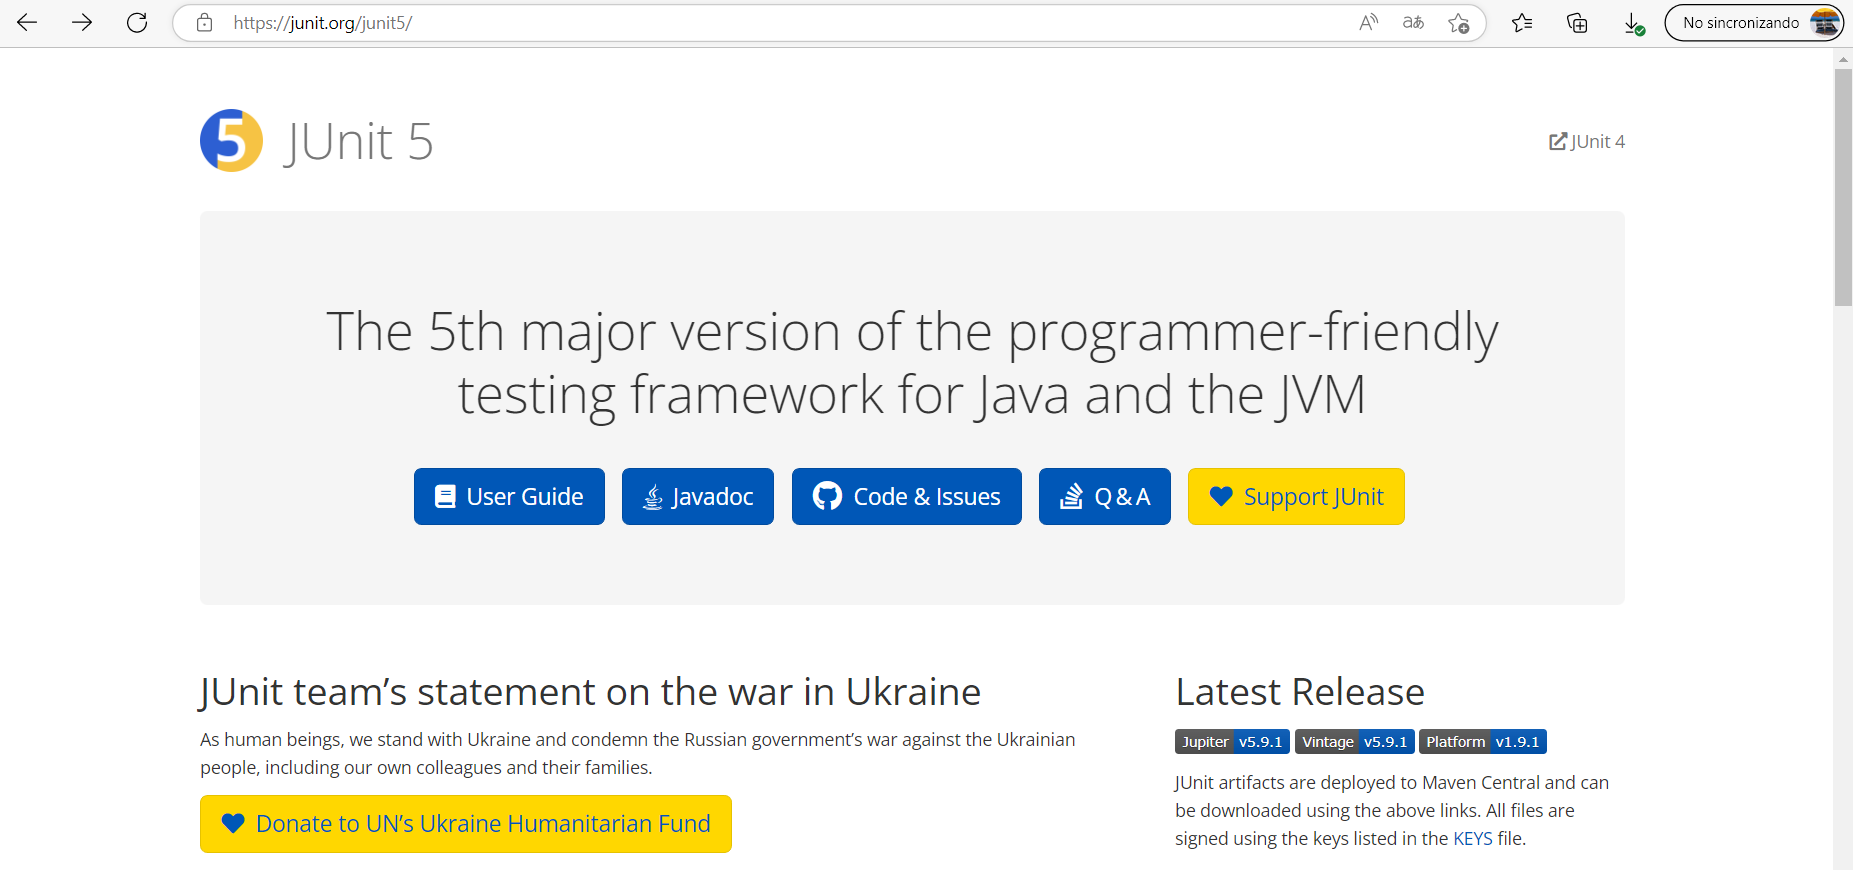 https://junit.org/junit5/
A
aあ
No sincronizando
5
JUnit 5
JUnit 4
The 5th major version of the programmer-friendly
testing framework for Java and the JVM
User Guide
Javadoc
Code & Issues
Q & A
Support JUnit
JUnit team’s statement on the war in Ukraine
As human beings, we stand with Ukraine and condemn the Russian government’s war against the Ukrainian
people, including our own colleagues and their families.
Donate to UN’s Ukraine Humanitarian Fund
Latest Release
Jupiter v5.9.1 Vintage v5.9.1 Platform v1.9.1
JUnit artifacts are deployed to Maven Central and can
be downloaded using the above links. All files are
signed using the keys listed in the KEYS file.